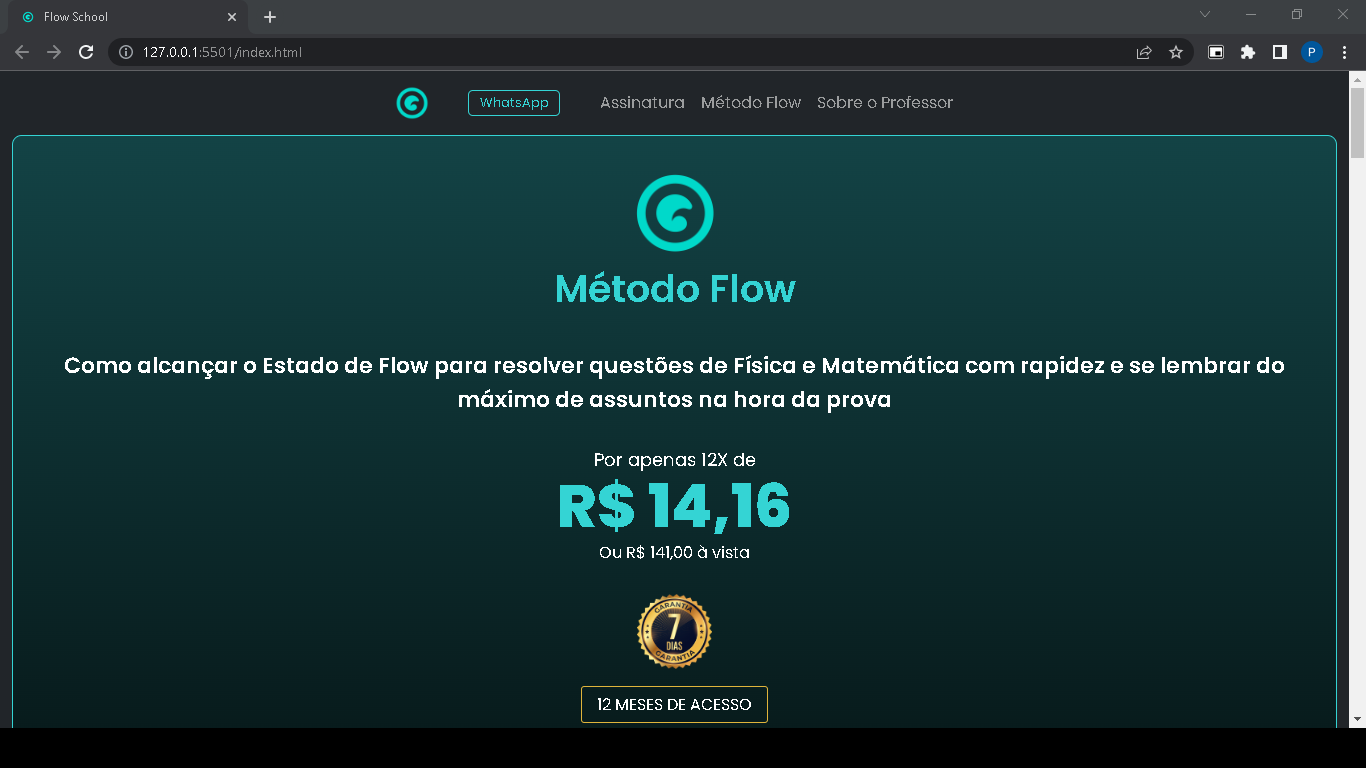 Flow School
127.0.0.1:5501/index.html
P
WhatsApp Assinatura Método Flow Sobre o Professor
Método Flow
Como alcançar o Estado de Flow para resolver questões de Física e Matemática com rapidez e se lembrar do
máximo de assuntos na hora da prova
Por apenas 12X de
R$ 14,16
Ou R$ 141,00 à vista
GARANTIA
7
DIAS
GARANTIA
12 MESES DE ACESSO